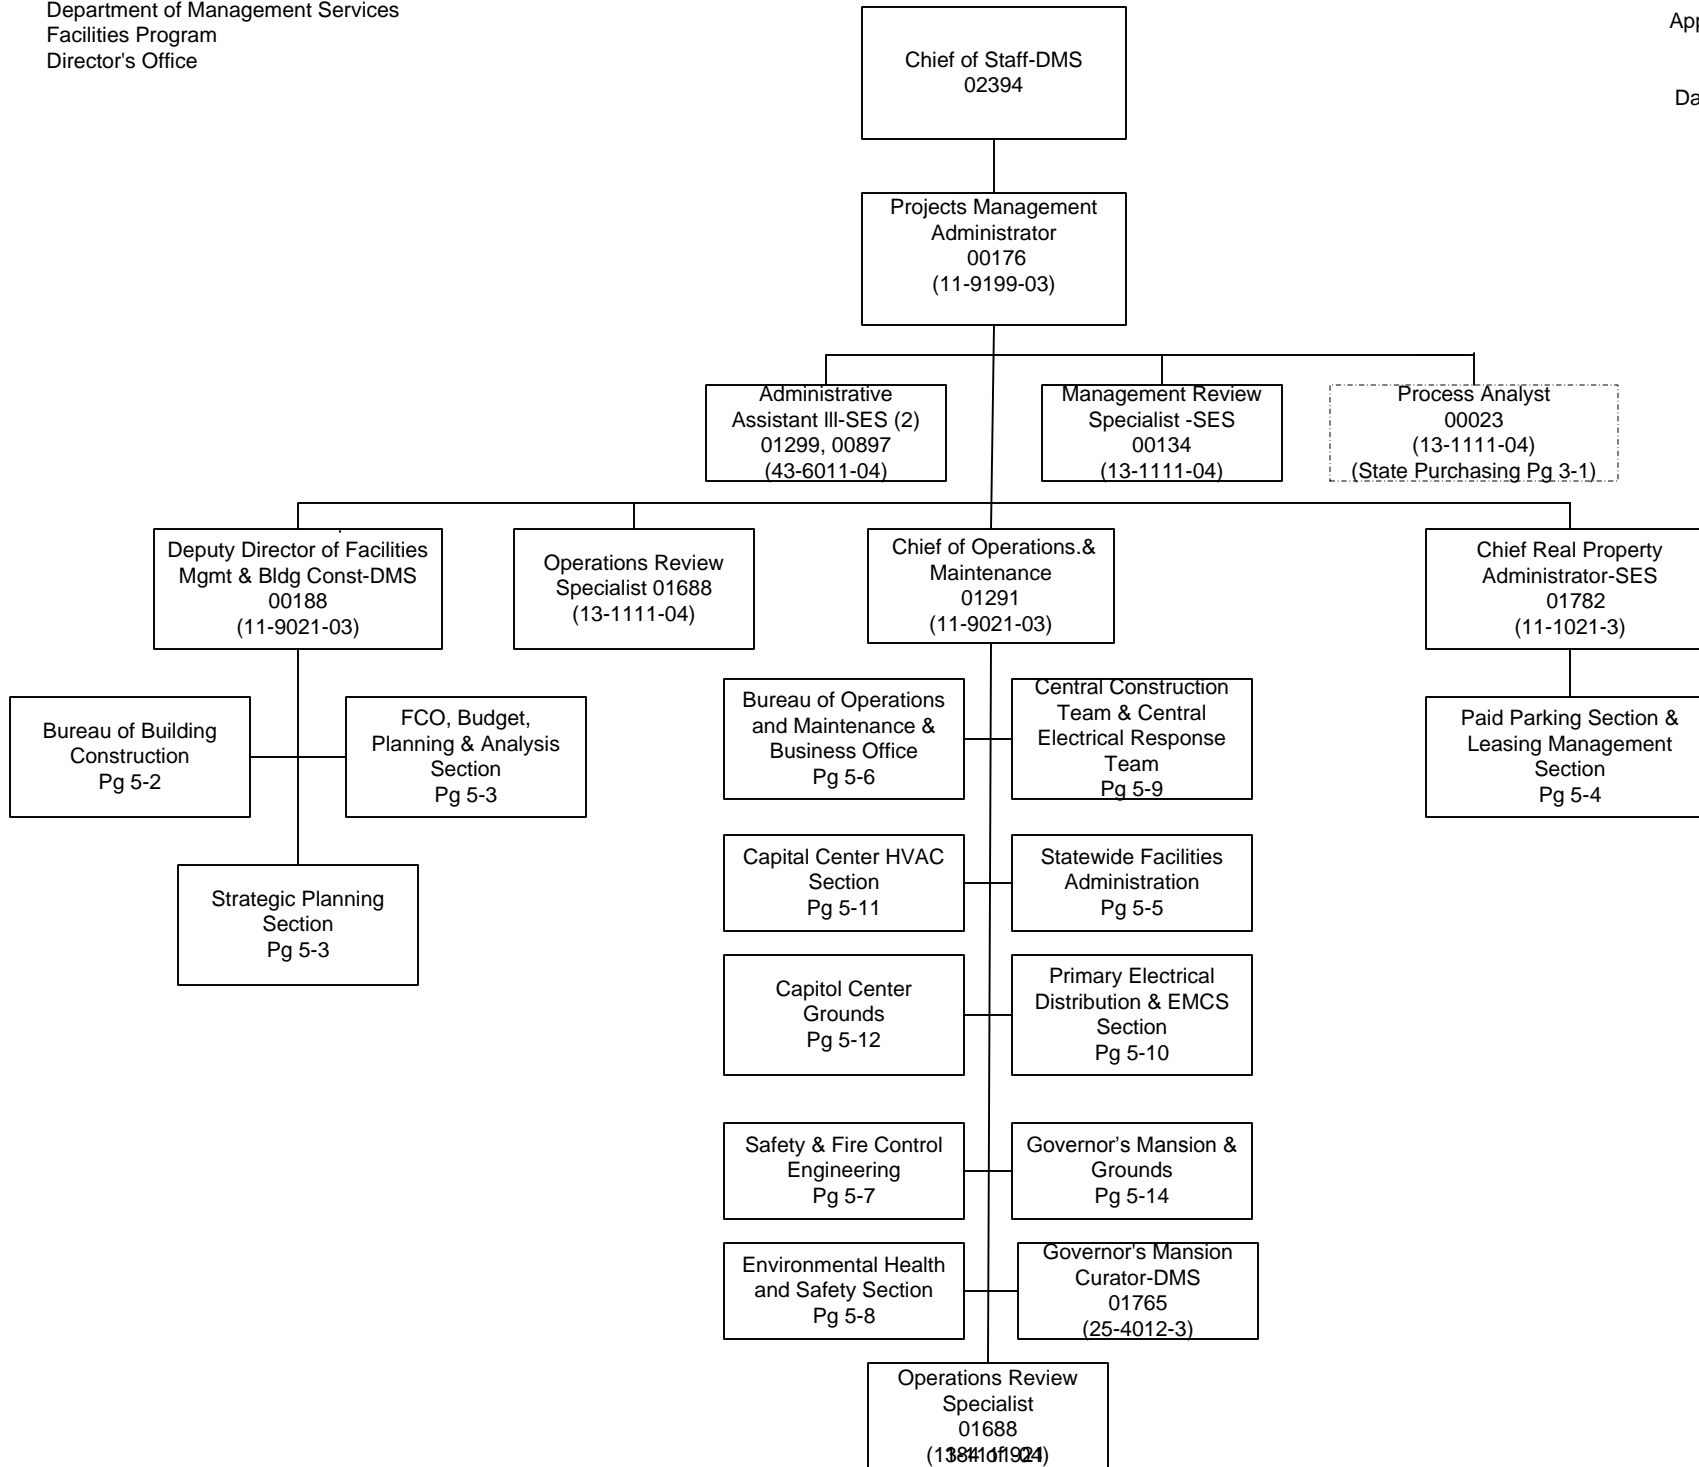 Department of Management Services
Facilities Program
Director's Office
Chief of Staff-DMS
02394
Projects Management
Administrator
00176
(11-9199-03)
Administrative
Assistant III-SES (2)
01299, 00897
(43-6011-04)
Management Review
Specialist -SES
00134
(13-1111-04)
Process Analyst
00023
(13-1111-04)
(State Purchasing Pg 3-1)
Deputy Director of Facilities
Mgmt & Bldg Const-DMS
00188
(11-9021-03)
Operations Review
Specialist 01688
(13-1111-04)
Chief of Operations.&
Maintenance
01291
(11-9021-03)
Chief Real Property
Administrator-SES
01782
(11-1021-3)
Bureau of Building
Construction
Pg 5-2
FCO, Budget,
Planning & Analysis
Section
Pg 5-3
Strategic Planning
Section
Pg 5-3
Bureau of Operations
and Maintenance &
Business Office
Pg 5-6
Central Construction
Team & Central
Electrical Response
Team
Pg 5-9
Paid Parking Section &
Leasing Management
Section
Pg 5-4
Capital Center HVAC
Section
Pg 5-11
Statewide Facilities
Administration
Pg 5-5
Capitol Center
Grounds
Pg 5-12
Primary Electrical
Distribution & EMCS
Section
Pg 5-10
Safety & Fire Control
Engineering
Pg 5-7
Governor's Mansion &
Grounds
Pg 5-14
Environmental Health
and Safety Section
Pg 5-8
Governor's Mansion
Curator-DMS
01765
(25-4012-3)
Operations Review
Specialist
01688